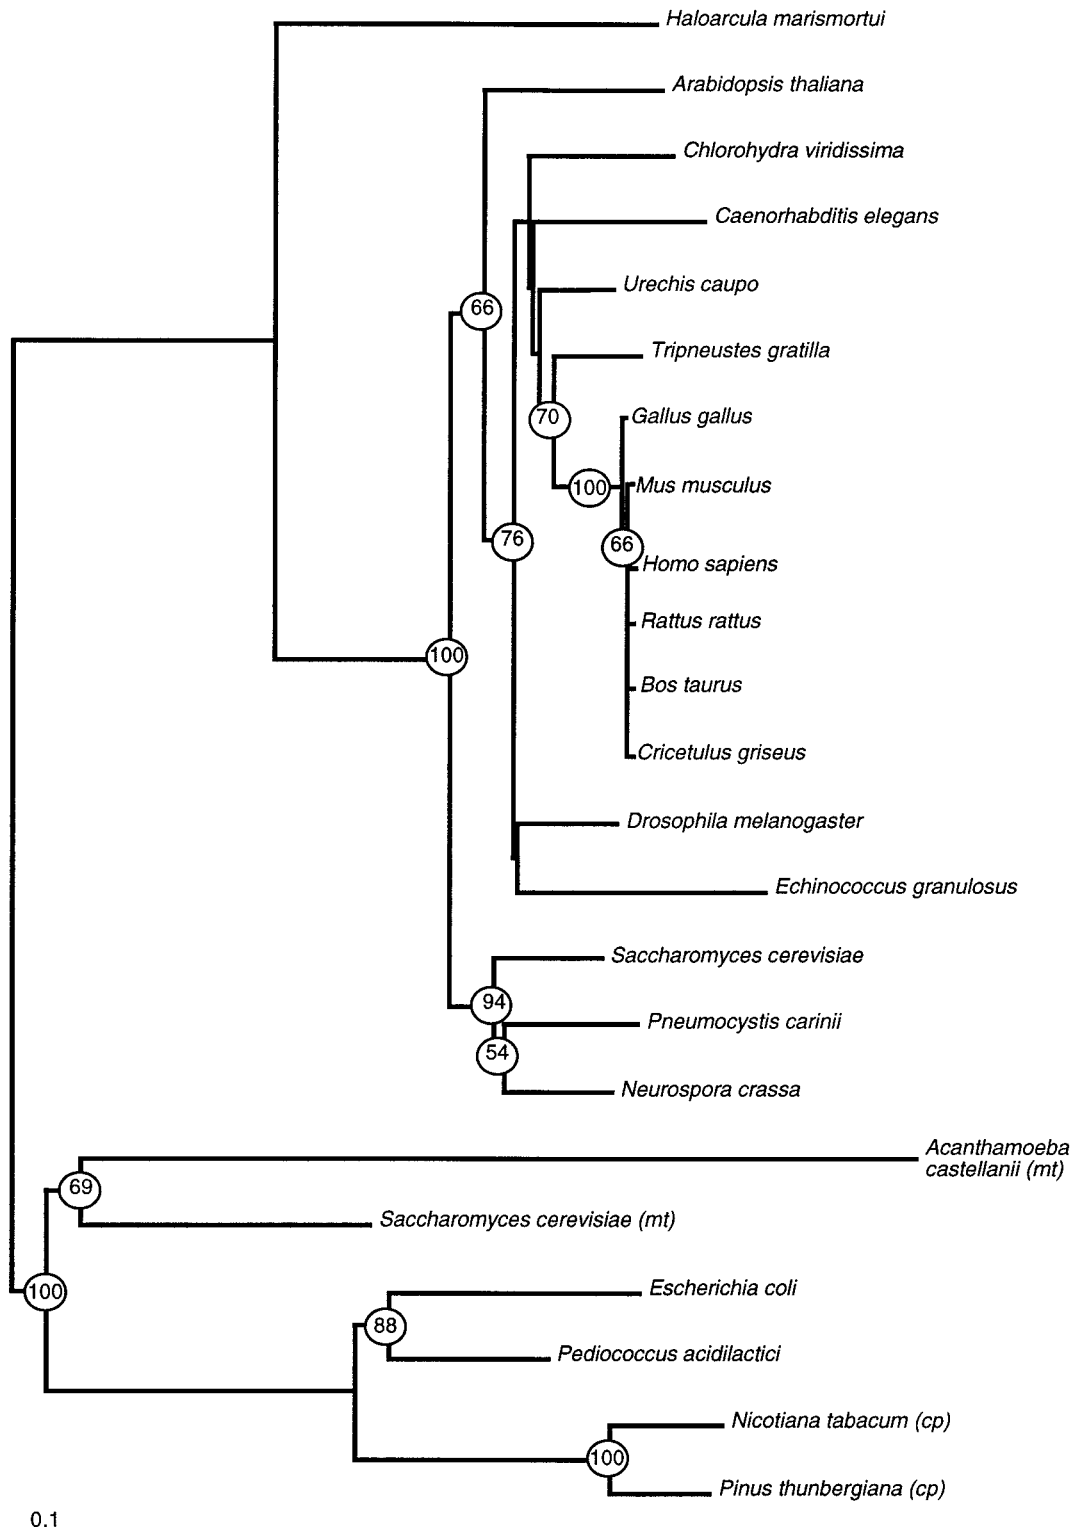 Haloarcula marismortui
Arabidopsis thaliana
Chlorohydra viridissima
Caenorhabditis elegans
Urechis caupo
66
Tripneustes gratilla
Gallus gallus
70
Mus musculus
100
76
66
Homo sapiens
Rattus rattus
100
Bos taurus
Cricetulus griseus
Drosophila melanogaster
Echinococcus granulosus
Saccharomyces cerevisiae
94
Pneumocystis carinii
54
Neurospora crassa
Acanthamoeba
castellanii (mt)
69
Saccharomyces cerevisiae (mt)
100
Escherichia coli
88
Pediococcus acidilactici
Nicotiana tabacum (cp)
100
Pinus thunbergiana (cp)
0.1